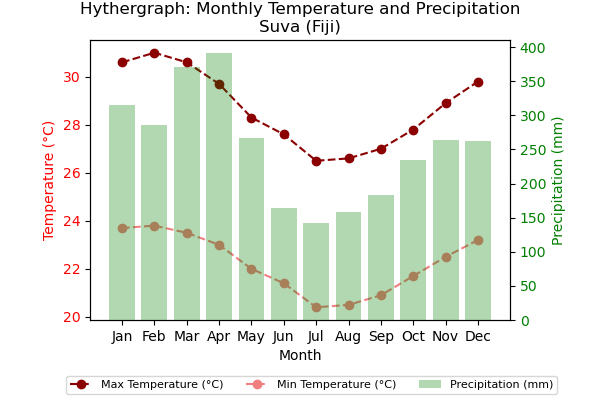 Hythergraph: Monthly Temperature and Precipitation
Suva (Fiji)
Temperature (°C)
30
28
26
24
22
20
400
350
300
250
200
150
100
50
0
Precipitation (mm)
Jan Feb Mar Apr May Jun Jul Aug Sep Oct Nov Dec
Month
Max Temperature (°C) Min Temperature (°C) Precipitation (mm)